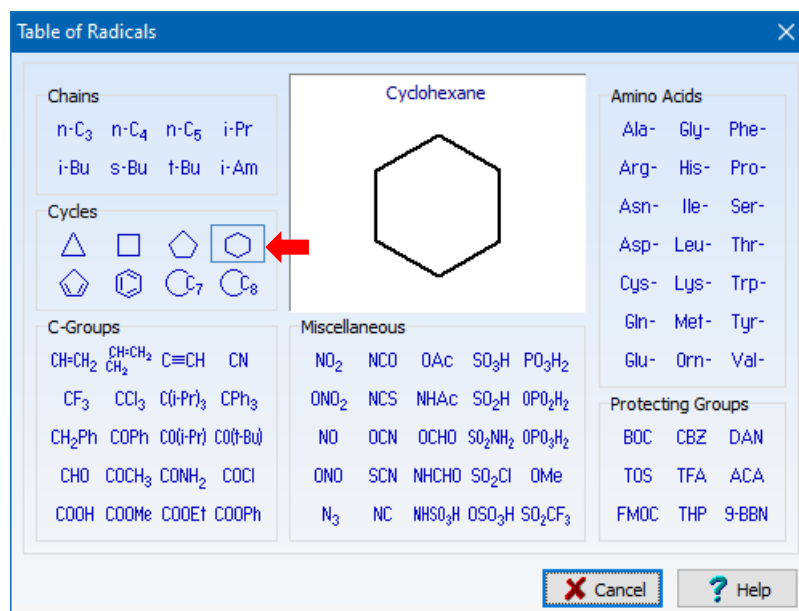 Table of Radicals
Chains
n-C₃ n-C₄ n-C₅ i-Pr
i-Bu s-Bu t-Bu i-Am
Cycles
C₇ C₈
Cyclohexane
Amino Acids
Ala- Gly- Phe-
Arg- His- Pro-
Asn- Ile- Ser-
Asp- Leu- Thr-
Cys- Lys- Trp-
Gln- Met- Tyr-
Glu- Orn- Val-
C-Groups
CH=CH₂ CH=CH₂ CH₂ C≡CH CN
CF₃ CCl₃ C(i-Pr)₃ CPh₃
CH₂Ph COPh CO(i-Pr) CO(t-Bu)
CHO COCH₃ CONH₂ COCl
COOH COOMe COOEt COOPh
Miscellaneous
NO₂ NCO OAc SO₃H PO₃H₂
ONO₂ NCS NHAc SO₂H OPO₂H₂
NO OCN OCHO SO₂NH₂ OPO₃H₂
ONO SCN NHCHO SO₂Cl OMe
N₃ NC NHSO₃H OSO₃H SO₂CF₃
Protecting Groups
BOC CBZ DAN
TOS TFA ACA
FMOC THP 9-BBN
Cancel
? Help